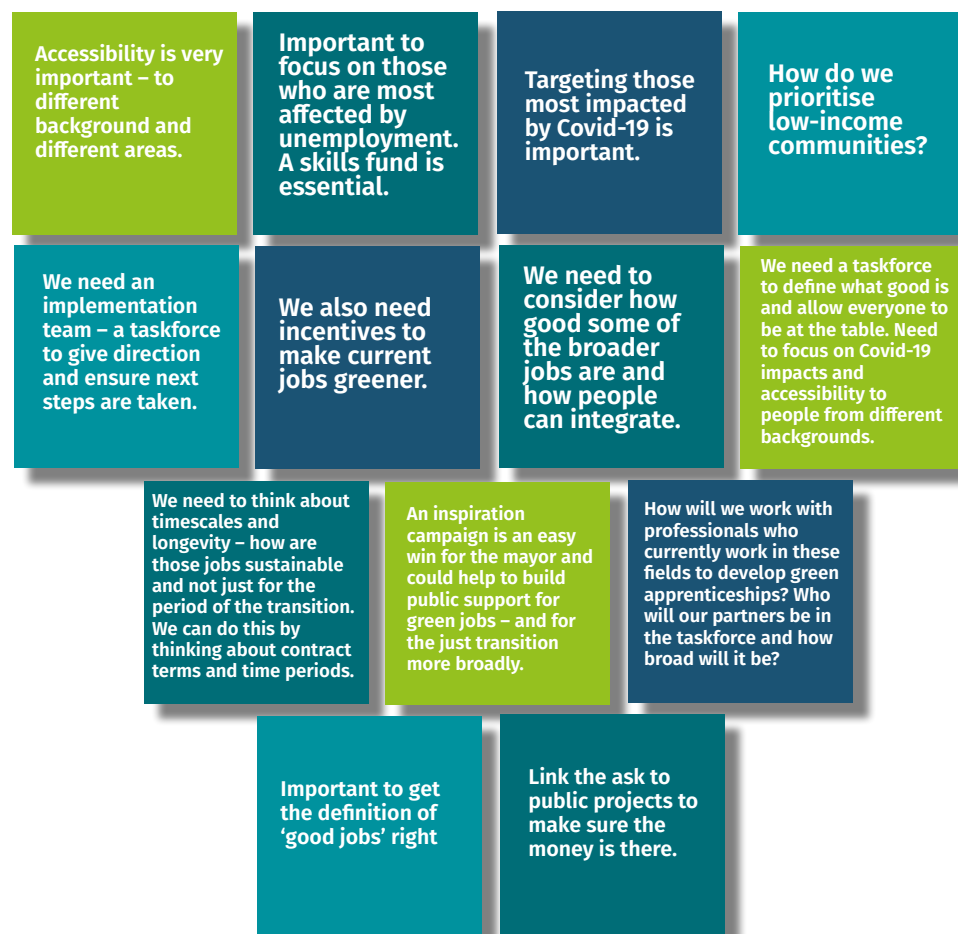 Accessibility is very
important – to
different
background and
different areas.
Important to
focus on those
who are most
affected by
unemployment.
A skills fund is
essential.
Targeting those
most impacted
by Covid-19 is
important.
How do we
prioritise
low-income
communities?
We need an
implementation
team – a taskforce
to give direction
and ensure next
steps are taken.
We also need
incentives to
make current
jobs greener.
We need to
consider how
good some of
the broader
jobs are and
how people
can integrate.
We need a taskforce
to define what good is
and allow everyone to
be at the table. Need
to focus on Covid-19
impacts and
accessibility to
people from different
backgrounds.
We need to think about
timescales and
longevity – how are
those jobs sustainable
and not just for the
period of the transition.
We can do this by
thinking about contract
terms and time periods.
An inspiration
campaign is an easy
win for the mayor and
could help to build
public support for
green jobs – and for
the just transition
more broadly.
How will we work with
professionals who
currently work in these
fields to develop green
apprenticeships? Who
will our partners be in
the taskforce and how
broad will it be?
Important to get
the definition of
‘good jobs’ right
Link the ask to
public projects to
make sure the
money is there.